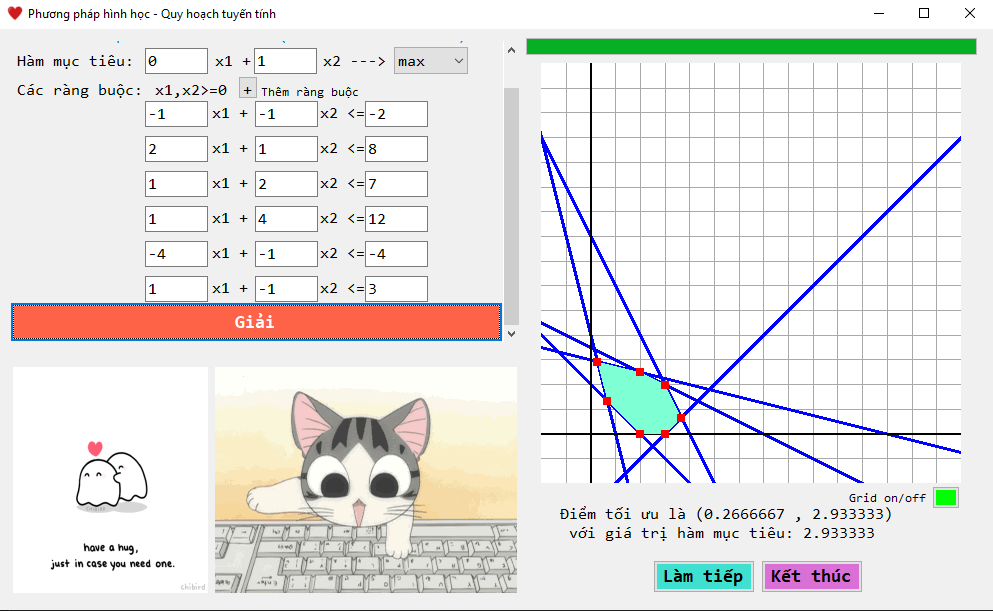 Phương pháp hình học - Quy hoạch tuyến tính
Hàm mục tiêu: 0 x1 + 1 x2 ---> max
Các ràng buộc: x1,x2>=0 + Thêm ràng buộc
-1 x1 + -1 x2 <= -2
2 x1 + 1 x2 <= 8
1 x1 + 2 x2 <= 7
1 x1 + 4 x2 <= 12
-4 x1 + -1 x2 <= -4
1 x1 + -1 x2 <= 3
Giải
chibird
have a hug,
just in case you need one.
chibird
Grid on/off
Điểm tối ưu là (0.2666667 , 2.933333)
với giá trị hàm mục tiêu: 2.933333
Làm tiếp
Kết thúc